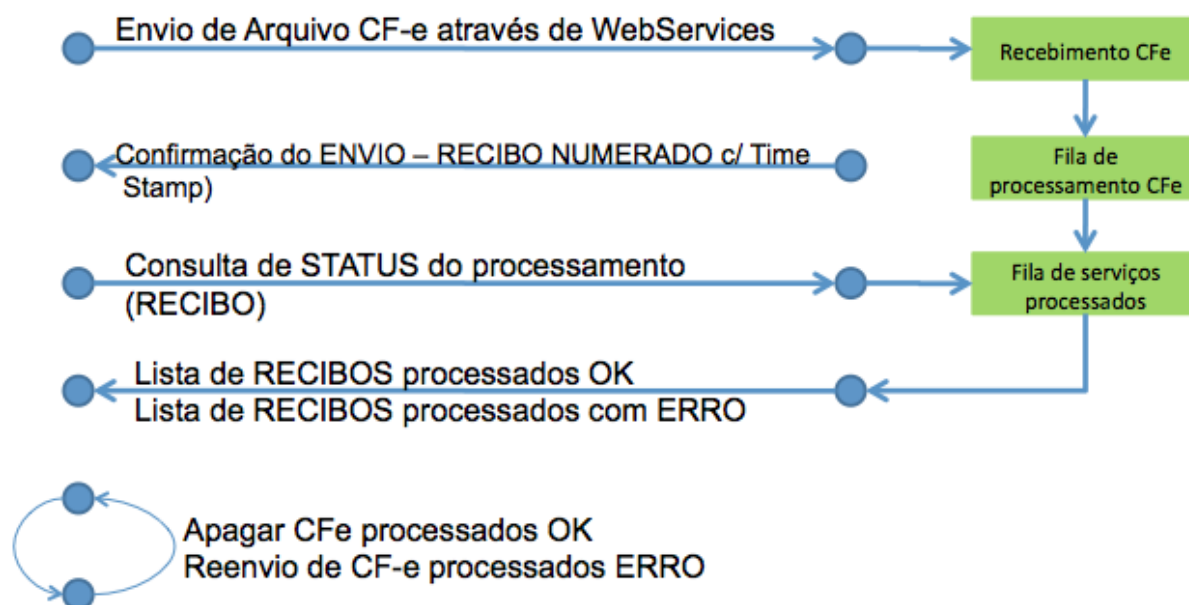 Envio de Arquivo CF-e através de WebServices
Recebimento CFe
Confirmação do ENVIO – RECIBO NUMERADO c/ Time
Stamp)
Fila de
processamento CFe
Consulta de STATUS do processamento
(RECIBO)
Fila de serviços
processados
Lista de RECIBOS processados OK
Lista de RECIBOS processados com ERRO
Apagar CFe processados OK
Reenvio de CF-e processados ERRO